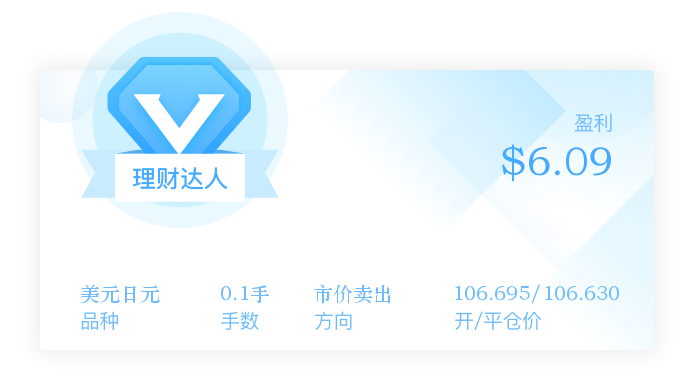 理财达人
盈利
$6.09
美元日元 0.1手 市价卖出 106.695/106.630
品种 手数 方向 开/平仓价